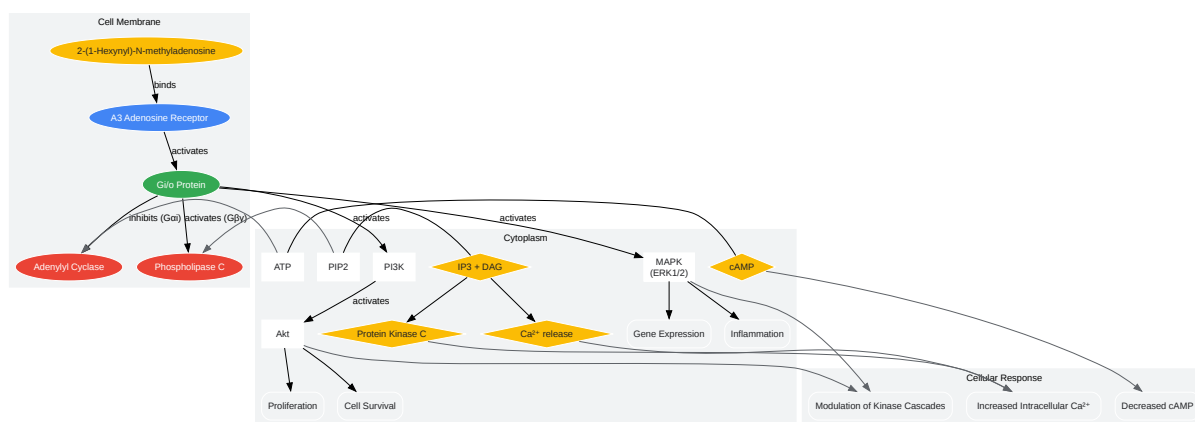 Cell Membrane
2-(1-Hexynyl)-N-methyladenosine
binds
A3 Adenosine Receptor
activates
Gi/o Protein
inhibits (Gαi)
activates (Gβγ)
activates
activates
Cytoplasm
Adenylyl Cyclase
Phospholipase C
ATP
PIP2
PI3K
IP3 + DAG
MAPK
(ERK1/2)
cAMP
activates
Akt
Protein Kinase C
Ca²⁺ release
Gene Expression
Inflammation
Cellular Response
Proliferation
Cell Survival
Modulation of Kinase Cascades
Increased Intracellular Ca²⁺
Decreased cAMP